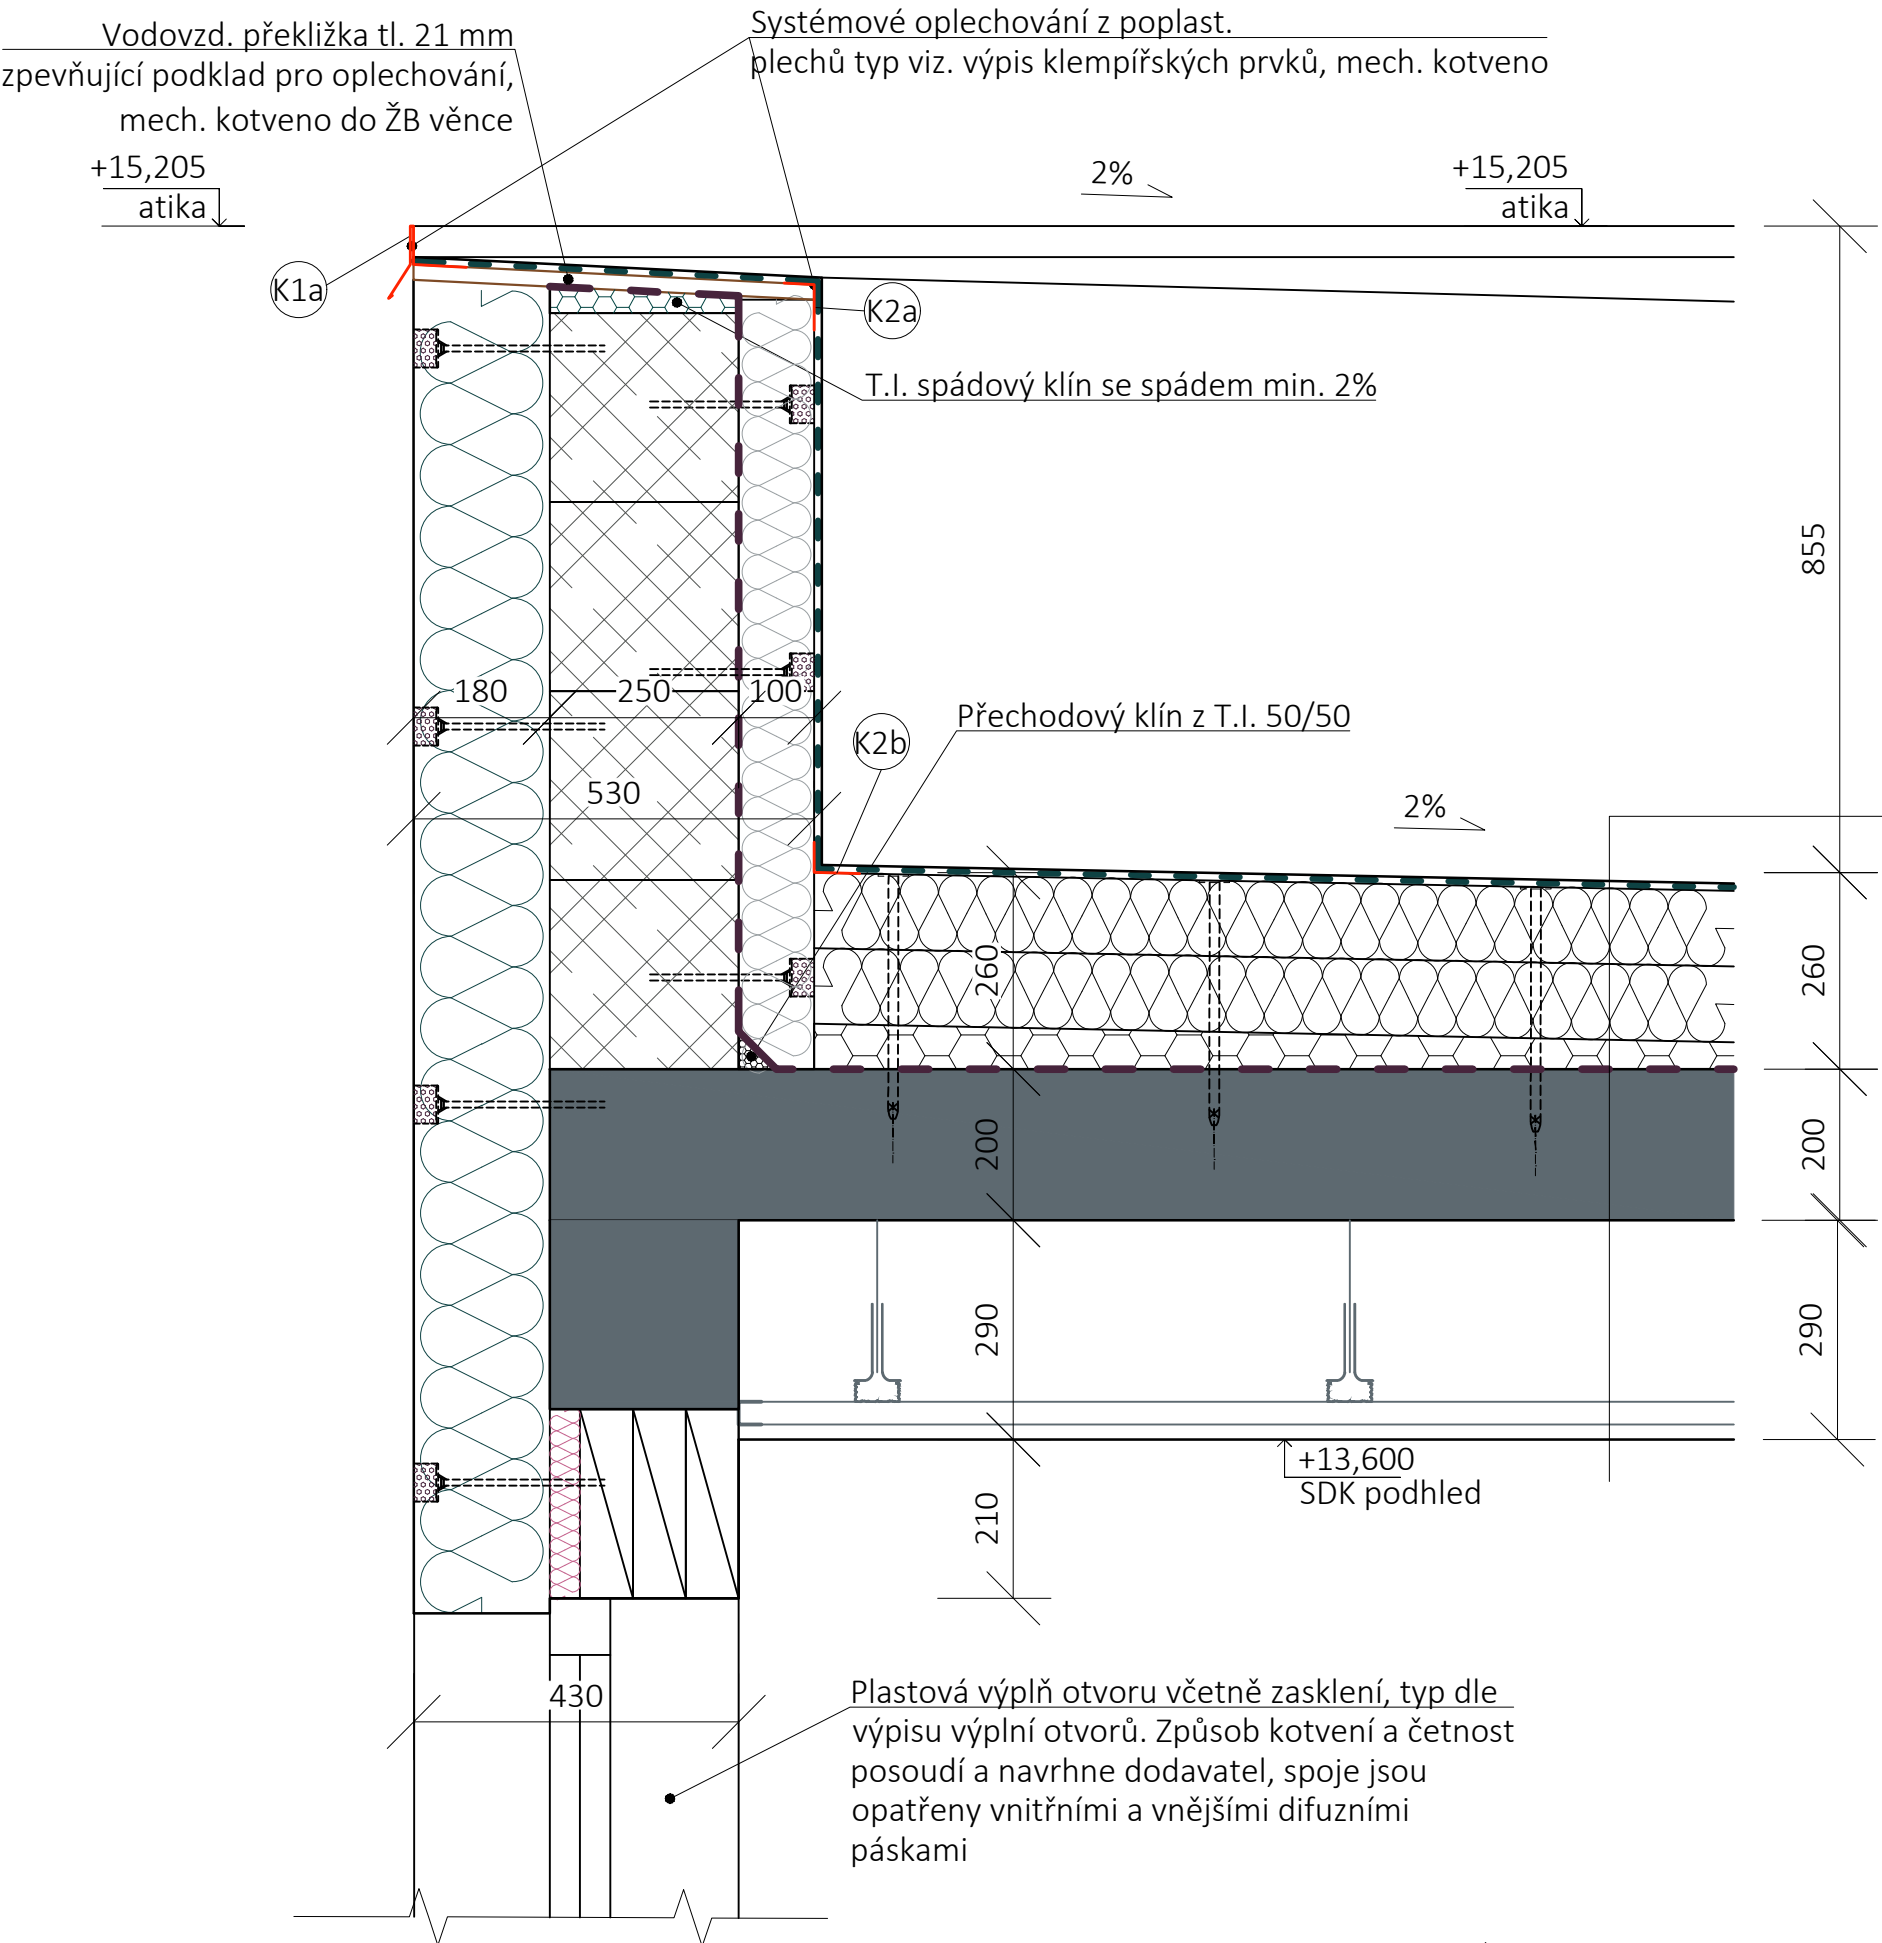 Vodovzd. překližka tl. 21 mm
zpevňující podklad pro oplechování,
mech. kotveno do ŽB věnce
Systémové oplechování z poplast.
plechů typ viz. výpis klempířských prvků, mech. kotveno
+15,205
atika
2%
+15,205
atika
K1a
K2a
T.I. spádový klín se spádem min. 2%
855
180
250
100
Přechodový klín z T.I. 50/50
K2b
530
2%
260
260
200
200
290
290
+13,600
SDK podhled
210
430
Plastová výplň otvoru včetně zasklení, typ dle
výpisu výplní otvorů. Způsob kotvení a četnost
posoudí a navrhne dodavatel, spoje jsou
opatřeny vnitřními a vnějšími difuzními
páskami